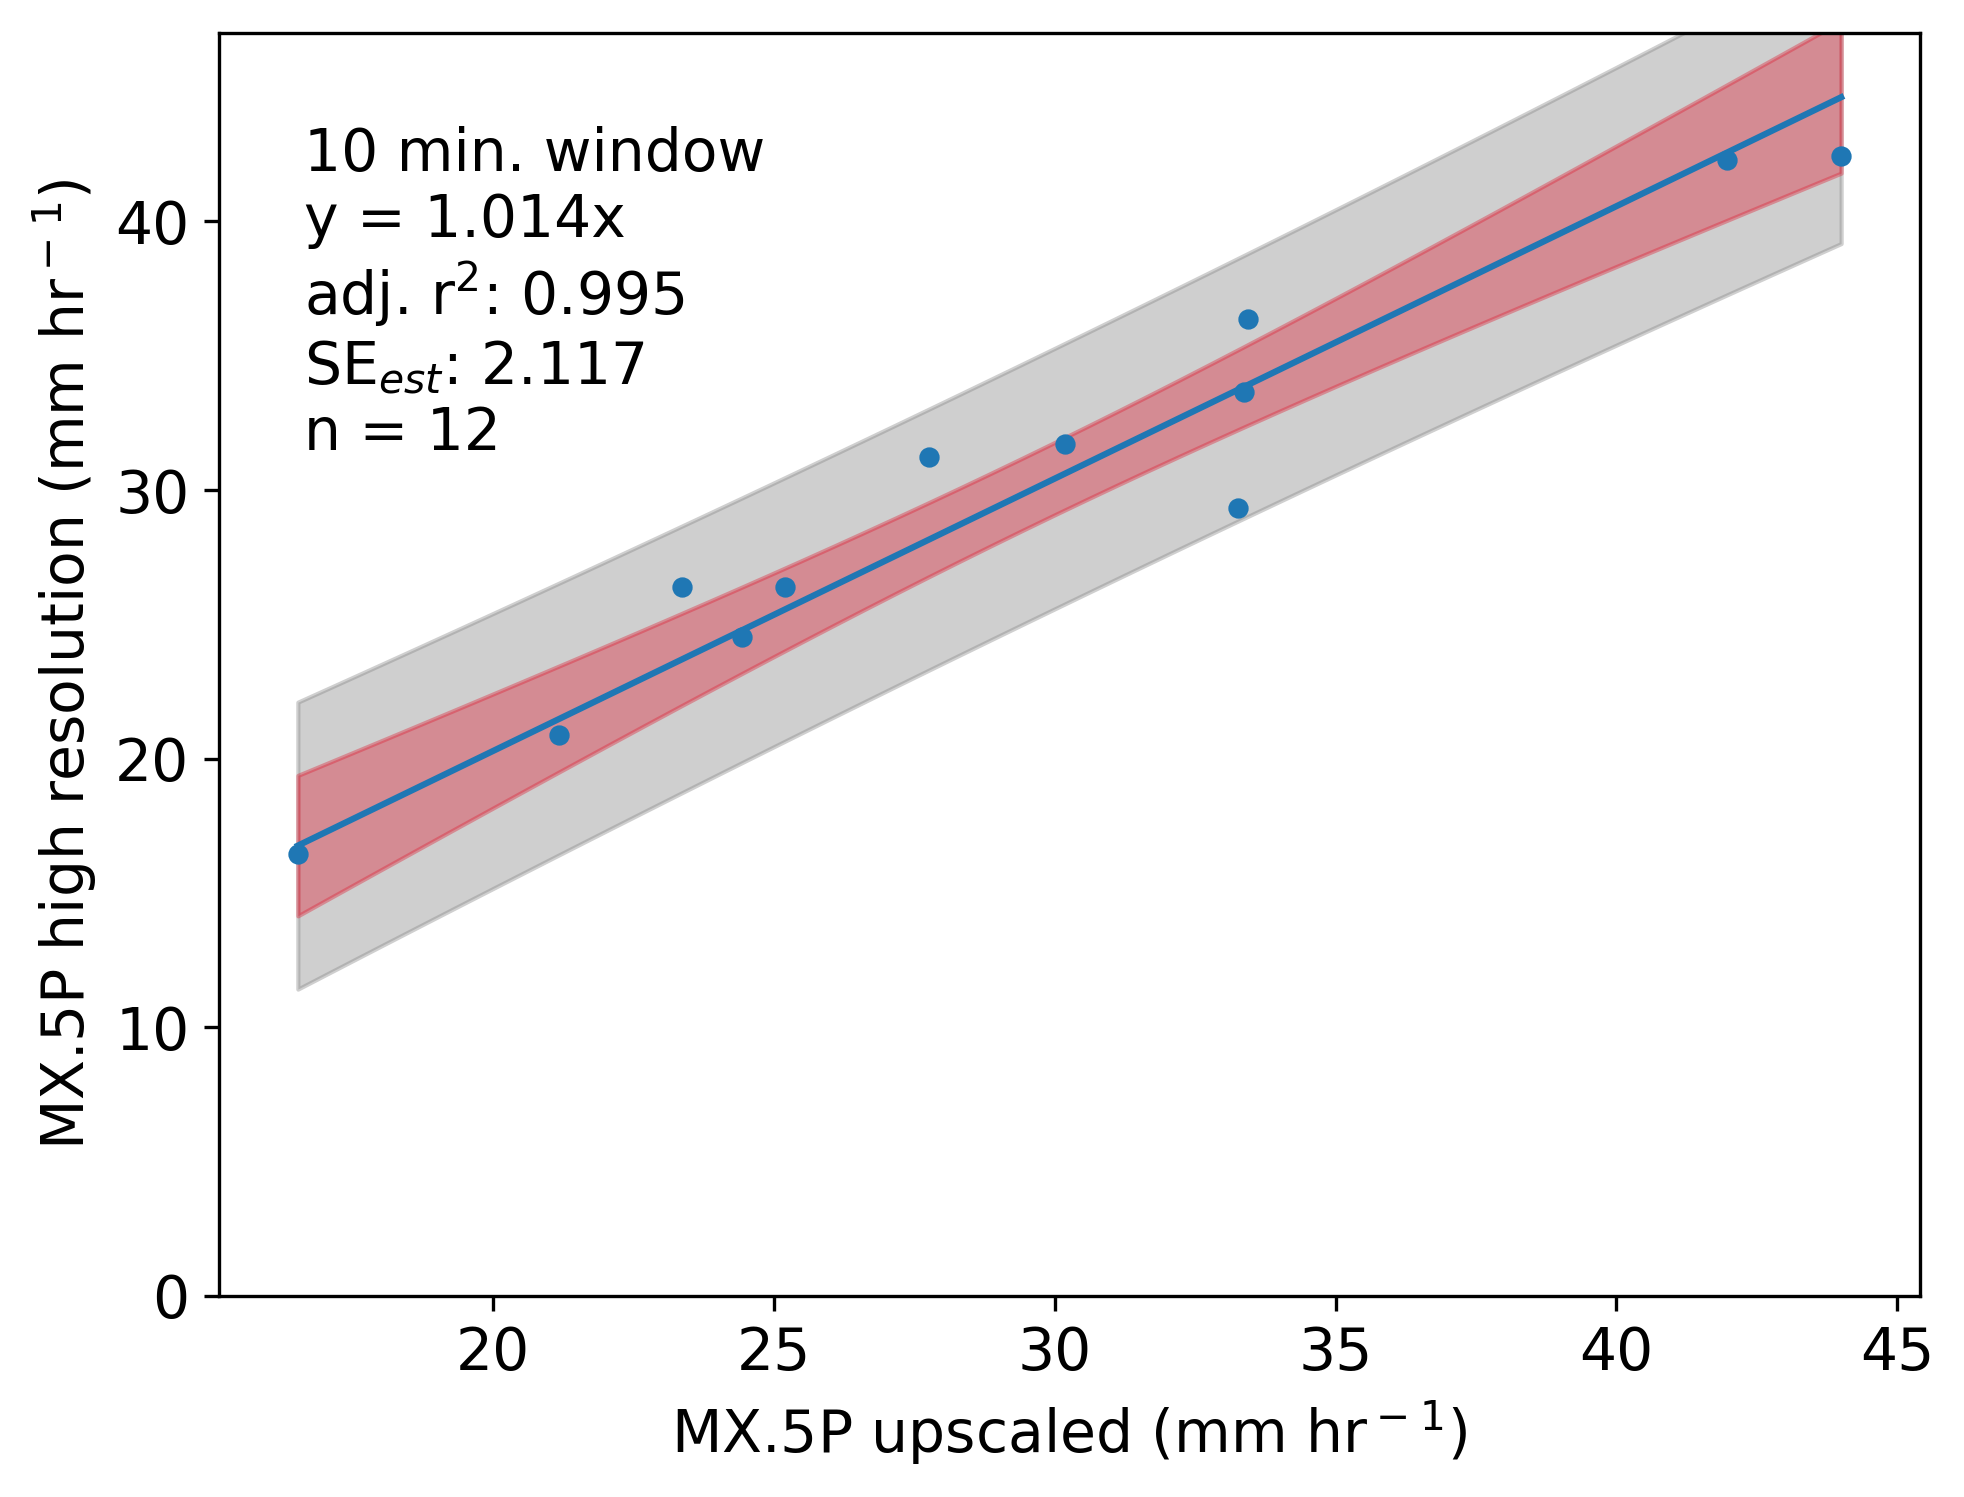 10 min. window
y = 1.014x
adj. r²: 0.995
SEₑₛₜ: 2.117
n = 12
MX.5P high resolution (mm hr⁻¹)
40
30
20
10
0
20 25 30 35 40 45
MX.5P upscaled (mm hr⁻¹)